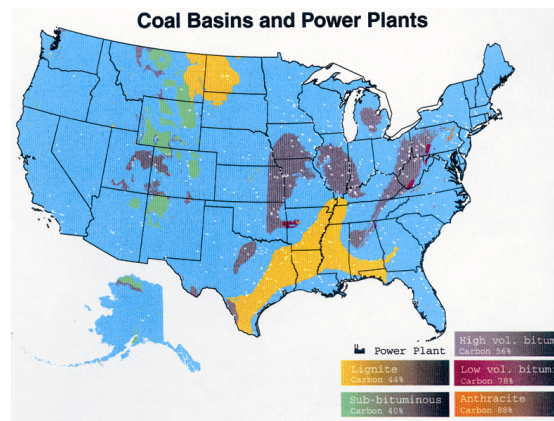 Coal Basins and Power Plants
Power Plant
High vol. bitum
Carbon 56%
Lignite
Carbon 44%
Low vol. bitum
Carbon 78%
Sub-bituminous
Carbon 40%
Anthracite
Carbon 88%